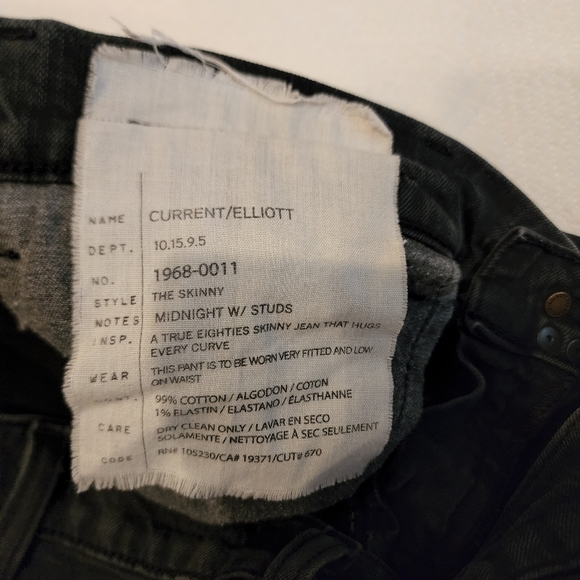 NAME CURRENT/ELLIOTT
DEPT. 10.15.9.5
NO. 1968-0011
STYLE THE SKINNY
NOTES MIDNIGHT W/ STUDS
INSP. A TRUE EIGHTIES SKINNY JEAN THAT HUGS
EVERY CURVE
WEAR THIS PANT IS TO BE WORN VERY FITTED AND LOW
ON WAIST
99% COTTON / ALGODON / COTON
1% ELASTIN / ELASTANO / ÉLASTHANNE
CARE DRY CLEAN ONLY / LAVAR EN SECO
SOLAMENTE / NETTOYAGE À SEC SEULEMENT
CODE RN# 105230/CA# 19371/CUT# 670